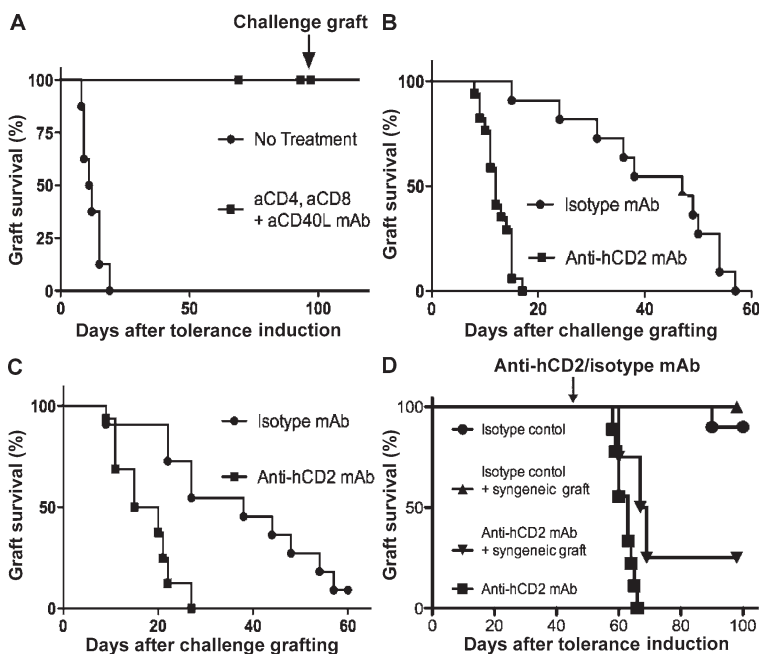 A
Challenge graft
100
75
50
25
0
Graft survival (%)
No Treatment
aCD4, aCD8
+ aCD40L mAb
0 50 100
Days after tolerance induction
B
100
50
0
Graft survival (%)
Isotype mAb
Anti-hCD2 mAb
0 20 40 60
Days after challenge grafting
C
100
50
0
Graft survival (%)
Isotype mAb
Anti-hCD2 mAb
0 20 40 60
Days after challenge grafting
D
Anti-hCD2/isotype mAb
100
50
0
Graft survival (%)
Isotype contol
Isotype contol
+ syngeneic graft
Anti-hCD2 mAb
+ syngeneic graft
Anti-hCD2 mAb
0 20 40 60 80 100
Days after tolerance induction